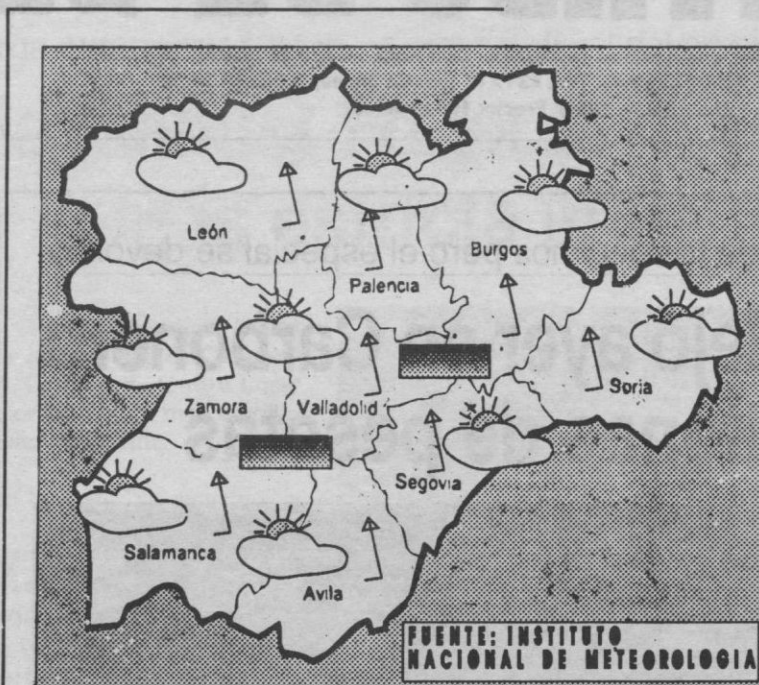 León
Burgos
Palencia
Soria
Zamora
Valladolid
Segovia
Salamanca
Avila
FUENTE: INSTITUTO
NACIONAL DE METEOROLOGIA